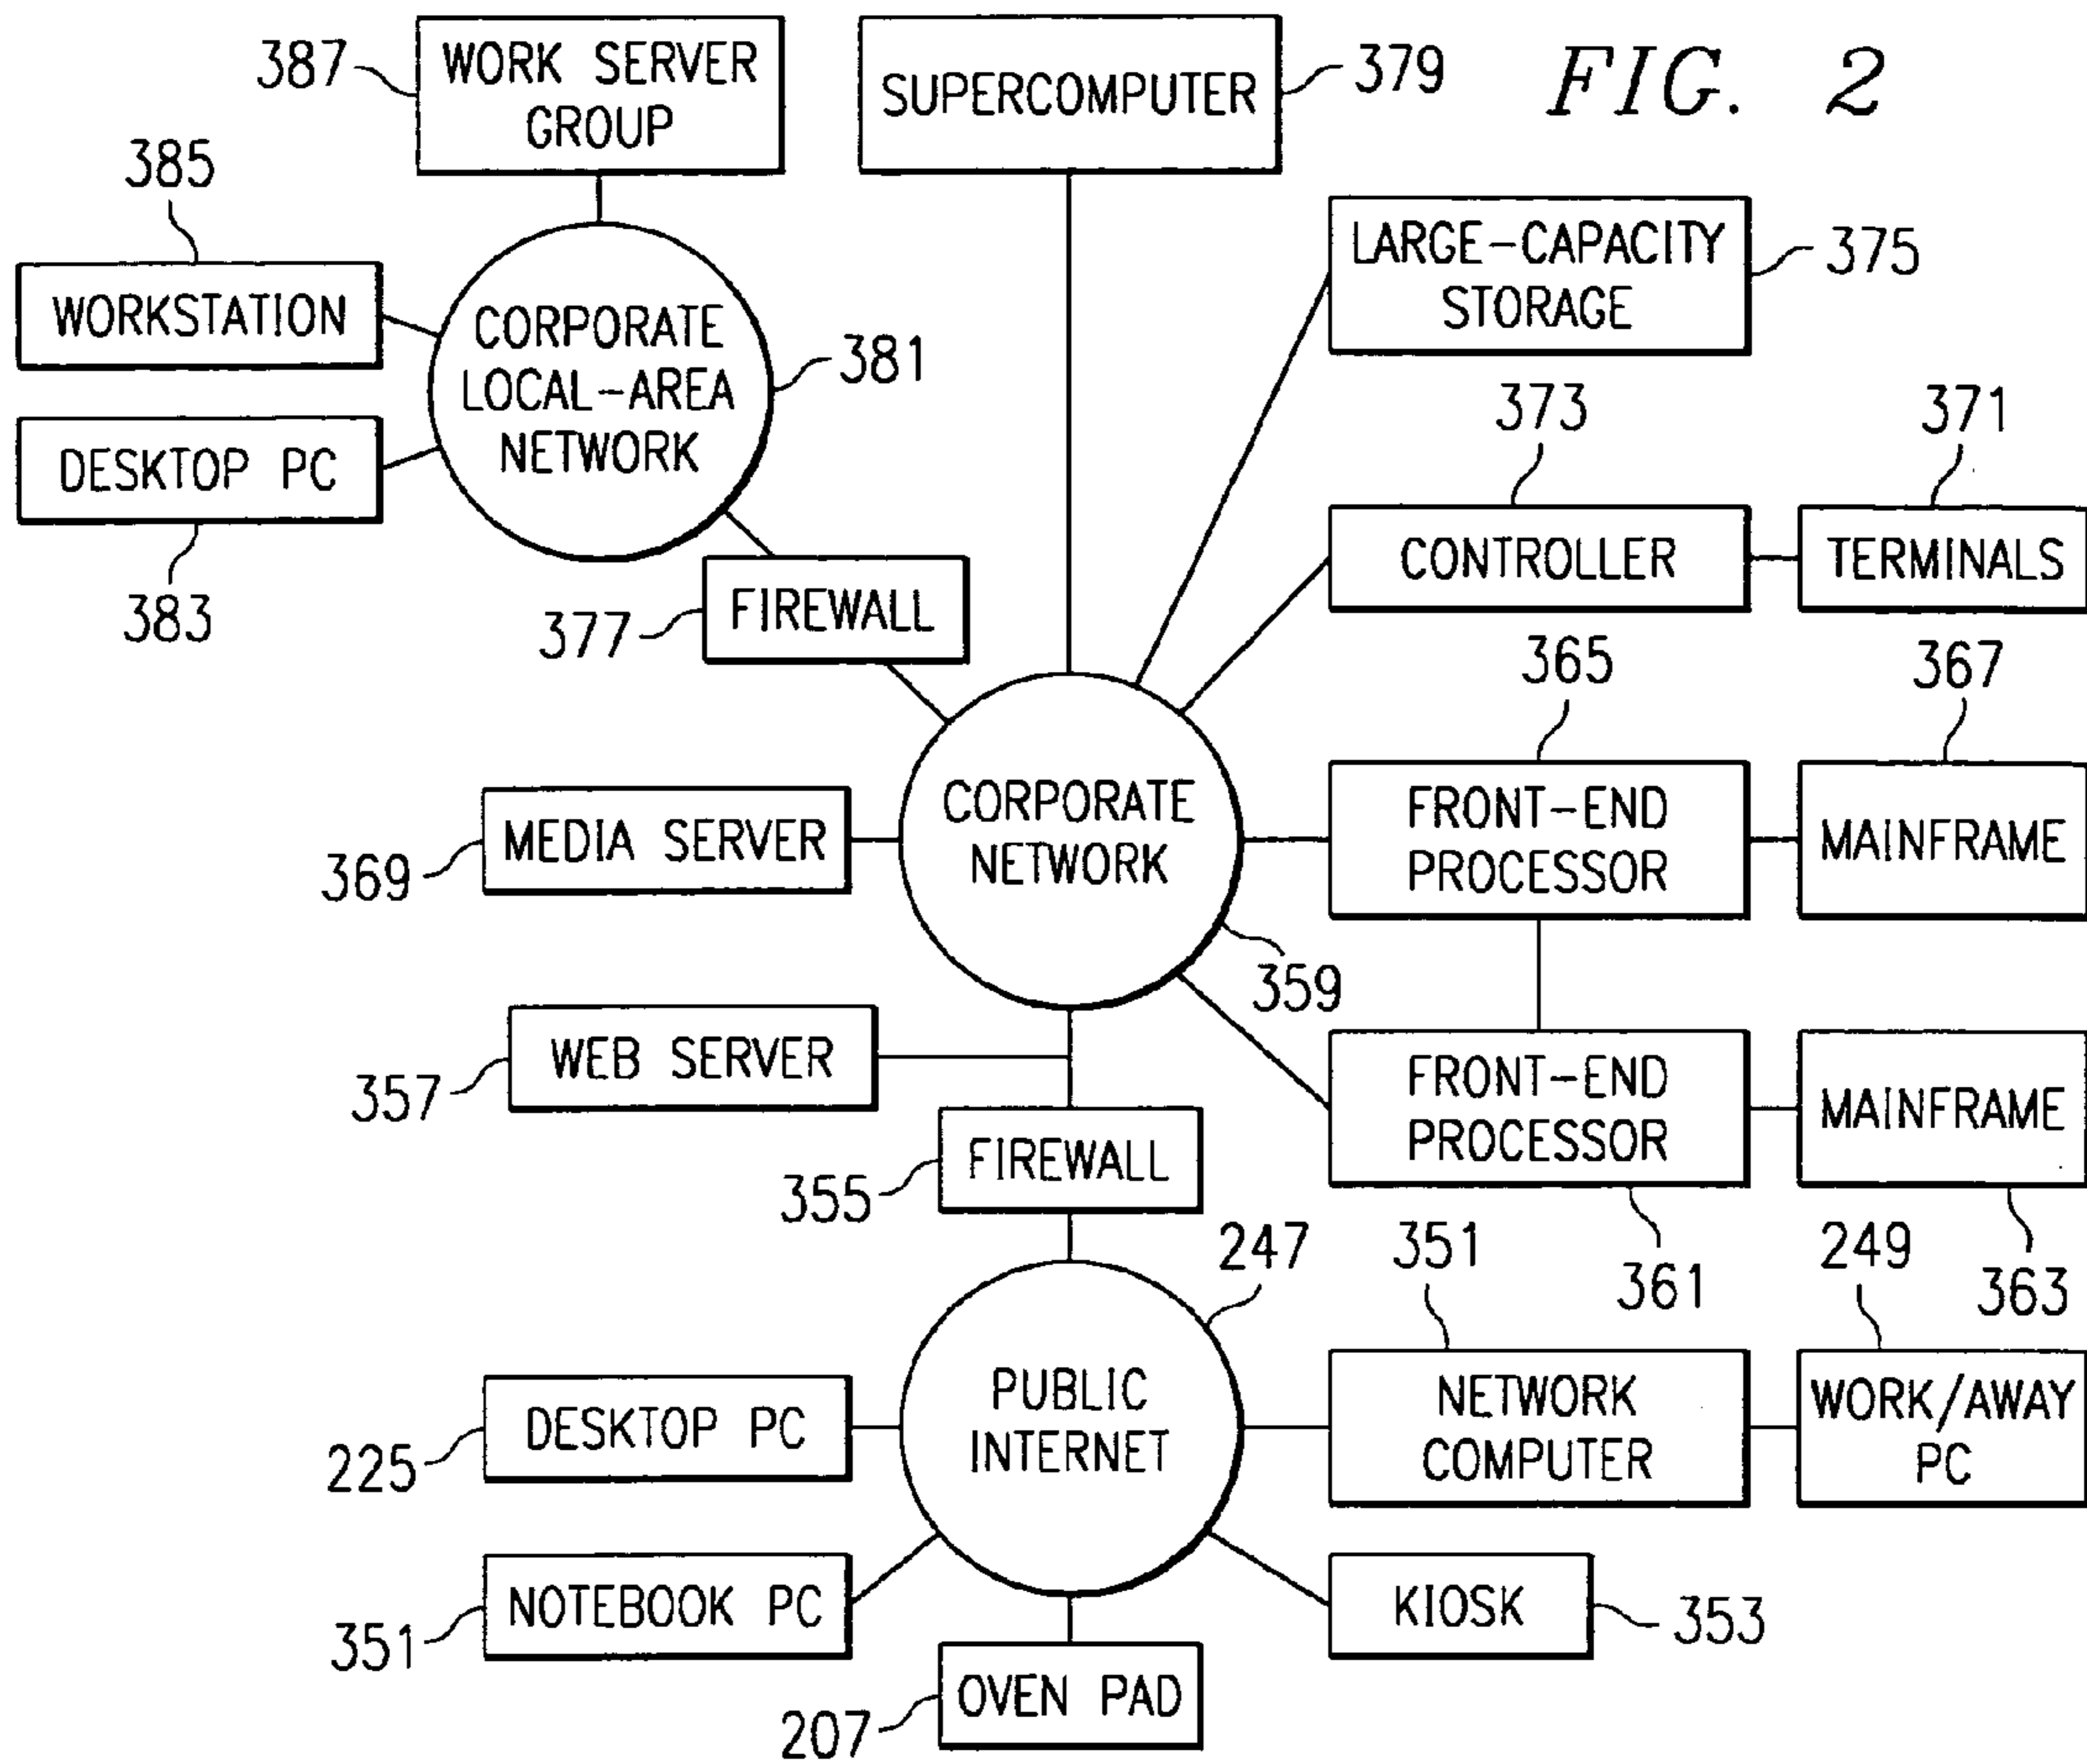 FIG. 2
387
WORK SERVER
GROUP
SUPERCOMPUTER
379
385
WORKSTATION
CORPORATE
LOCAL-AREA
NETWORK
381
LARGE-CAPACITY
STORAGE
375
DESKTOP PC
383
373
371
CONTROLLER
TERMINALS
377
FIREWALL
365
367
MEDIA SERVER
369
CORPORATE
NETWORK
359
FRONT-END
PROCESSOR
MAINFRAME
WEB SERVER
357
FRONT-END
PROCESSOR
MAINFRAME
FIREWALL
355
247
351
361
249
363
DESKTOP PC
225
PUBLIC
INTERNET
NETWORK
COMPUTER
WORK/AWAY
PC
NOTEBOOK PC
351
KIOSK
353
OVEN PAD
207